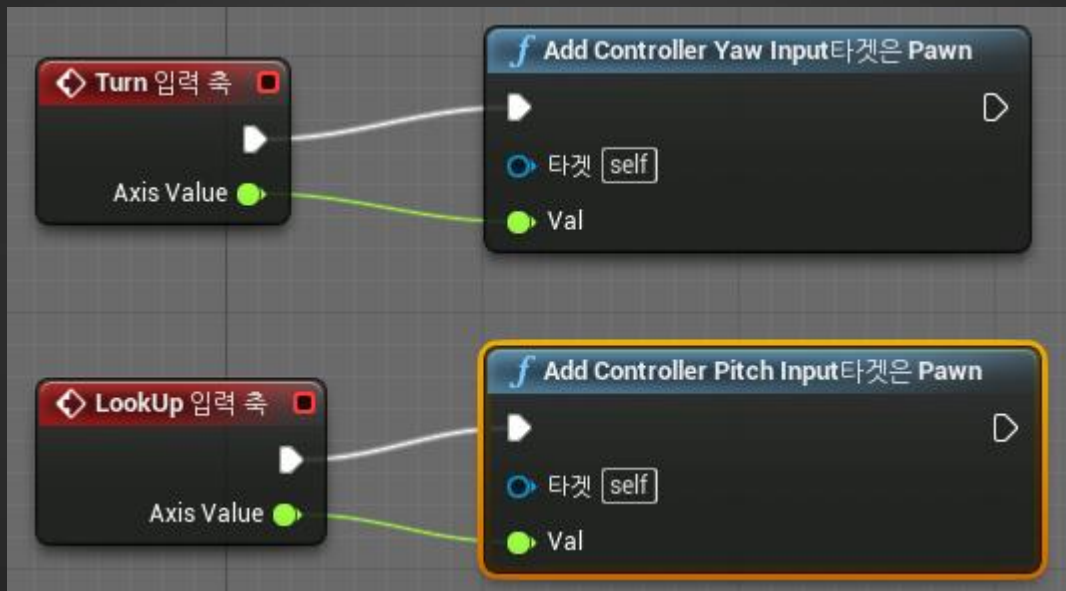 Turn 입력 축
Axis Value
Add Controller Yaw Input타겟은 Pawn
타겟 self
Val
LookUp 입력 축
Axis Value
Add Controller Pitch Input타겟은 Pawn
타겟 self
Val